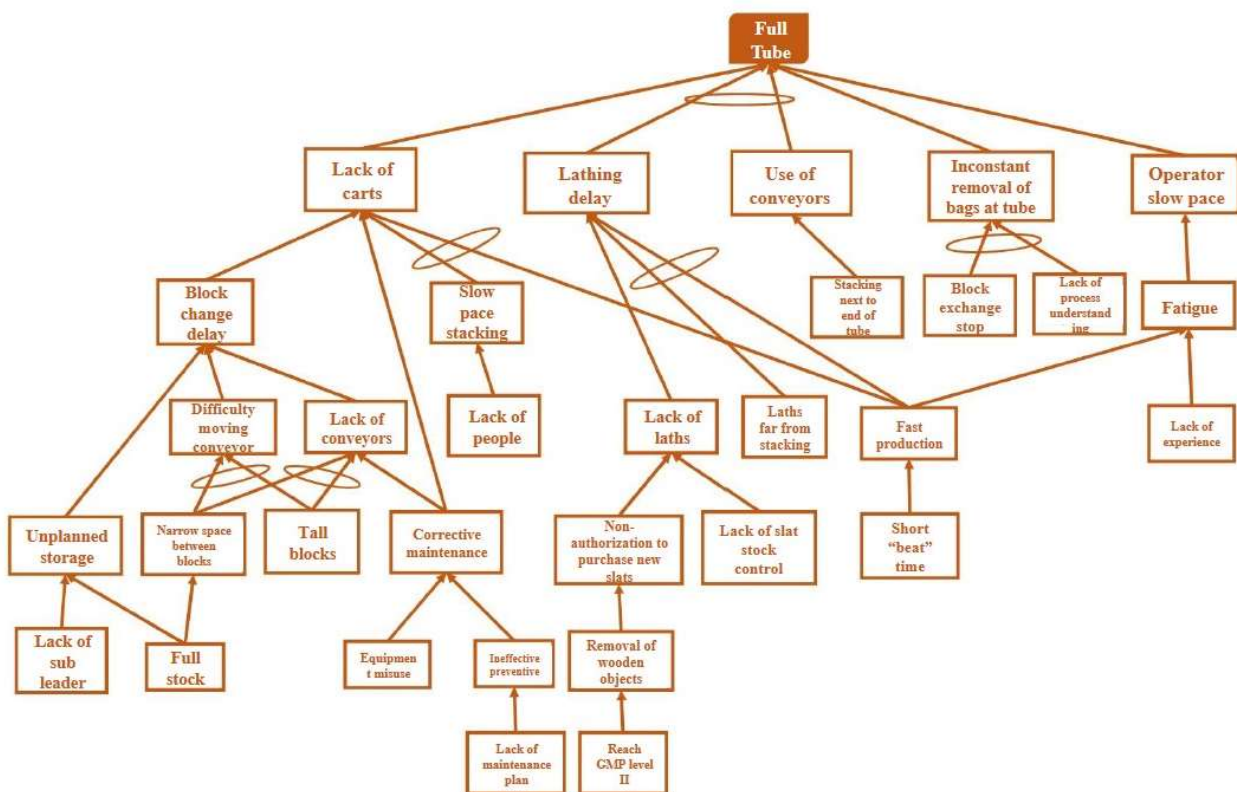 Full
Tube
Lack of
carts
Lathing
delay
Use of
conveyors
Inconstant
removal of
bags at tube
Operator
slow pace
Block
change
delay
Slow
pace
stacking
Stacking
next to
end of
tube
Block
exchange
stop
Lack of
process
understand
ing
Fatigue
Difficulty
moving
conveyor
Lack of
conveyors
Lack of
people
Lack of
laths
Laths
far from
stacking
Fast
production
Lack of
experience
Unplanned
storage
Narrow space
between
blocks
Tall
blocks
Corrective
maintenance
Non-
authorization to
purchase new
slats
Lack of slat
stock
control
Short
“beat”
time
Lack of
sub
leader
Full
stock
Equipmen
t misuse
Ineffective
preventive
Removal of
wooden
objects
Lack of
maintenance
plan
Reach
GMP level
II